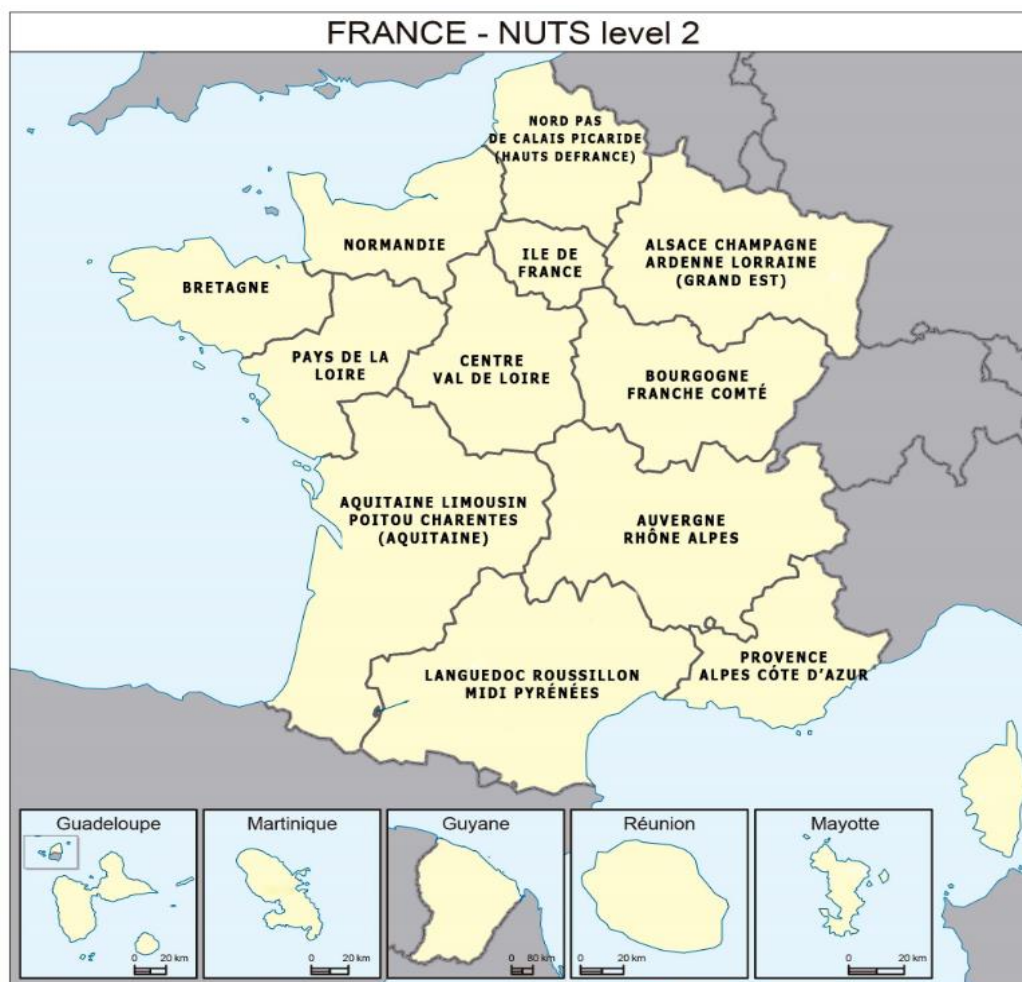 FRANCE - NUTS level 2
NORD PAS
DE CALAIS PICARIDE
(HAUTS DEFRANCE)
NORMANDIE
ILE DE
FRANCE
ALSACE CHAMPAGNE
ARDENNE LORRAINE
(GRAND EST)
BRETAGNE
PAYS DE LA
LOIRE
CENTRE
VAL DE LOIRE
BOURGOGNE
FRANCHE COMTÉ
AQUITAINE LIMOUSIN
POITOU CHARENTES
(AQUITAINE)
AUVERGNE
RHÔNE ALPES
LANGUEDOC ROUSSILLON
MIDI PYRÉNÉES
PROVENCE
ALPES CÓTE D'AZUR
Guadeloupe
0 20 km
Martinique
0 20 km
Guyane
0 80 km
Réunion
0 20 km
Mayotte
0 20 km